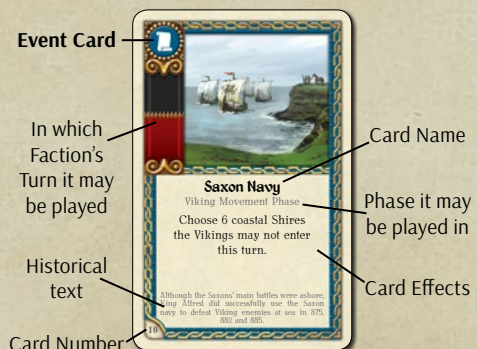 Event Card
In which
Faction's
Turn it may
be played
Historical
text
Card Number
Saxon Navy
Viking Movement Phase
Choose 6 coastal Shires
the Vikings may not enter
this turn.
Although the Saxons' main battles were ashore,
King Alfred did successfully use the Saxon
navy to defeat Viking enemies at sea in 875,
882 and 885.
10
Card Name
Phase it may
be played in
Card Effects